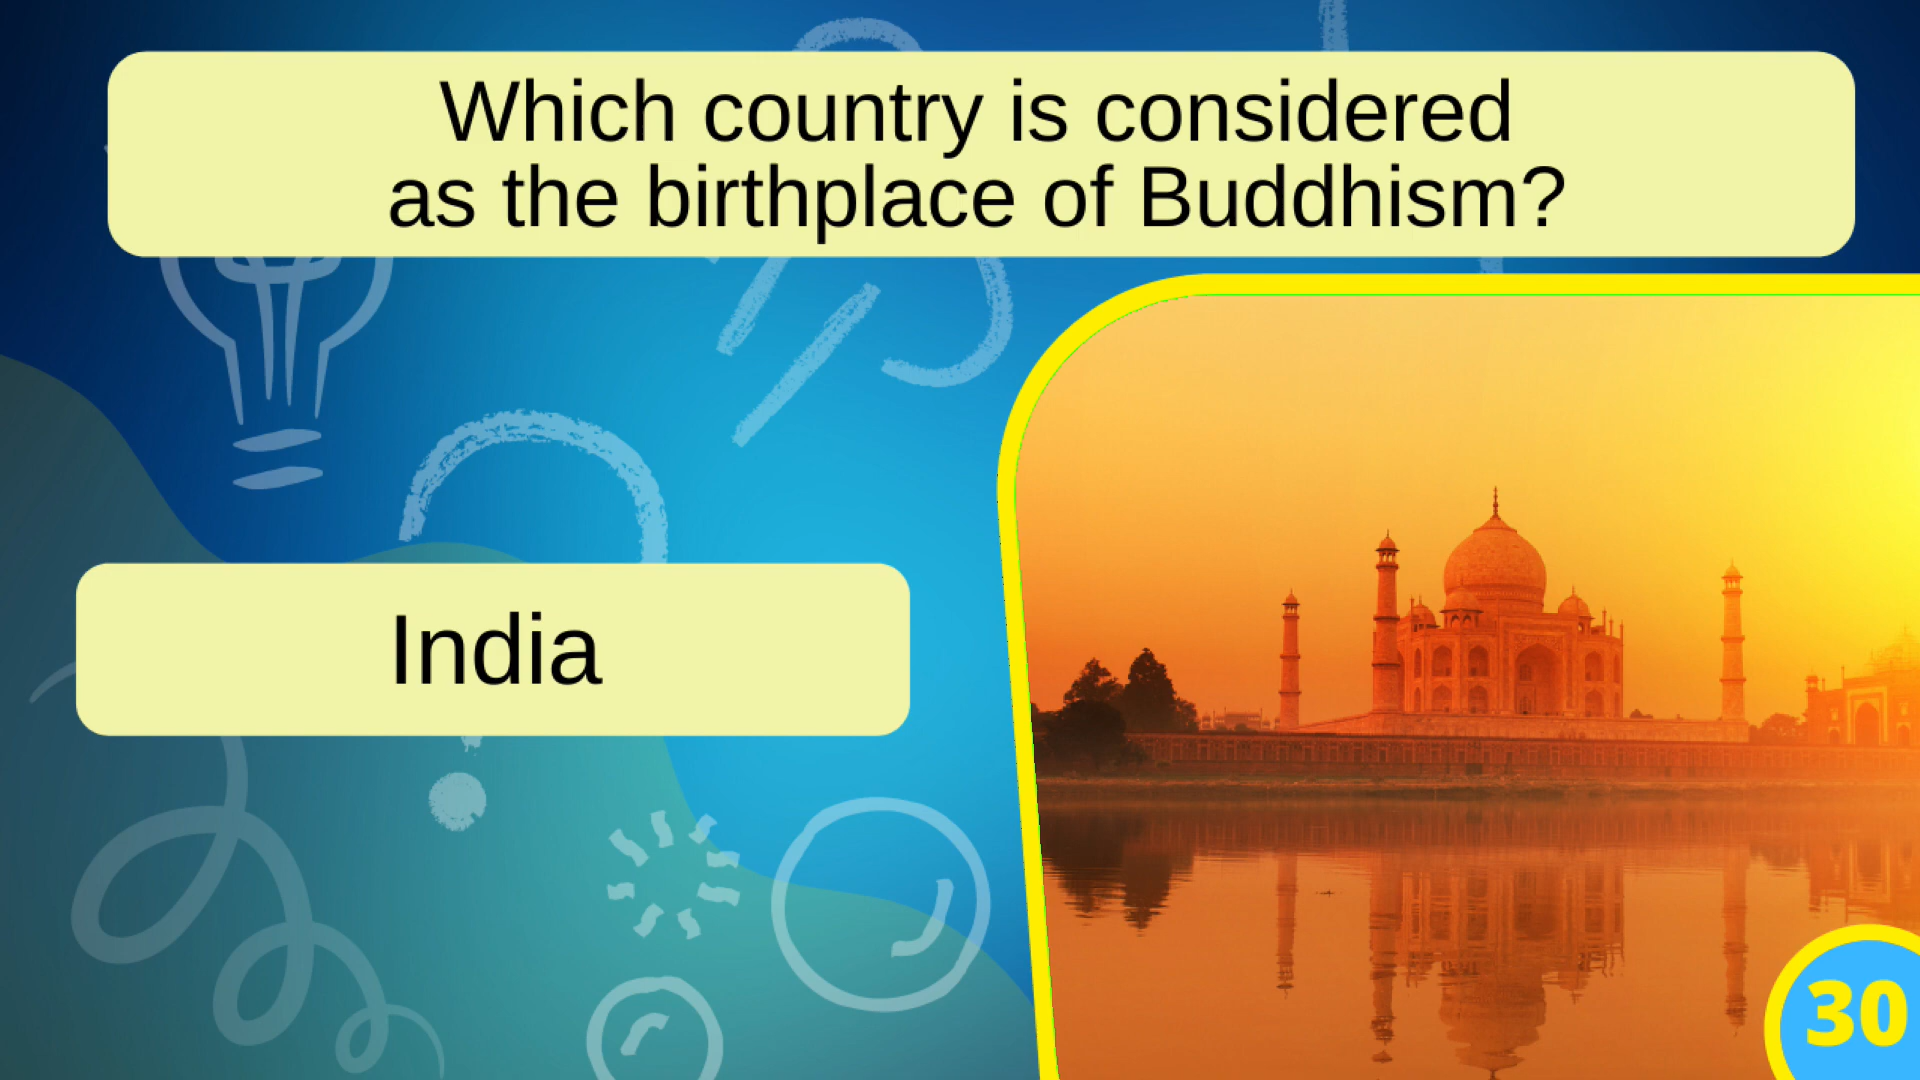 Which country is considered
as the birthplace of Buddhism?
India
30